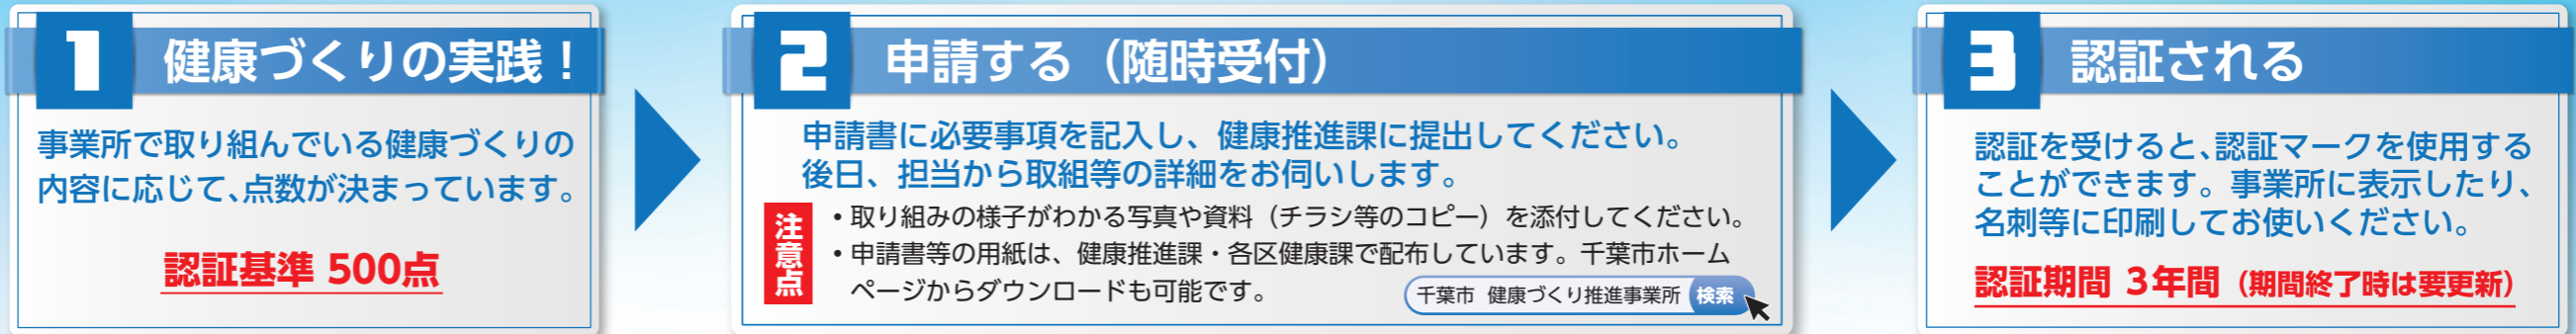 1 健康づくりの実践！
事業所で取り組んでいる健康づくりの
内容に応じて、点数が決まっています。
認証基準 500点
2 申請する（随時受付）
申請書に必要事項を記入し、健康推進課に提出してください。
後日、担当から取組等の詳細をお伺いします。
注意点
・取り組みの様子がわかる写真や資料（チラシ等のコピー）を添付してください。
・申請書等の用紙は、健康推進課・各区健康課で配布しています。千葉市ホーム
ページからダウンロードも可能です。
千葉市 健康づくり推進事業所 検索
3 認証される
認証を受けると、認証マークを使用する
ことができます。事業所に表示したり、
名刺等に印刷してお使いください。
認証期間 3年間（期間終了時は要更新）